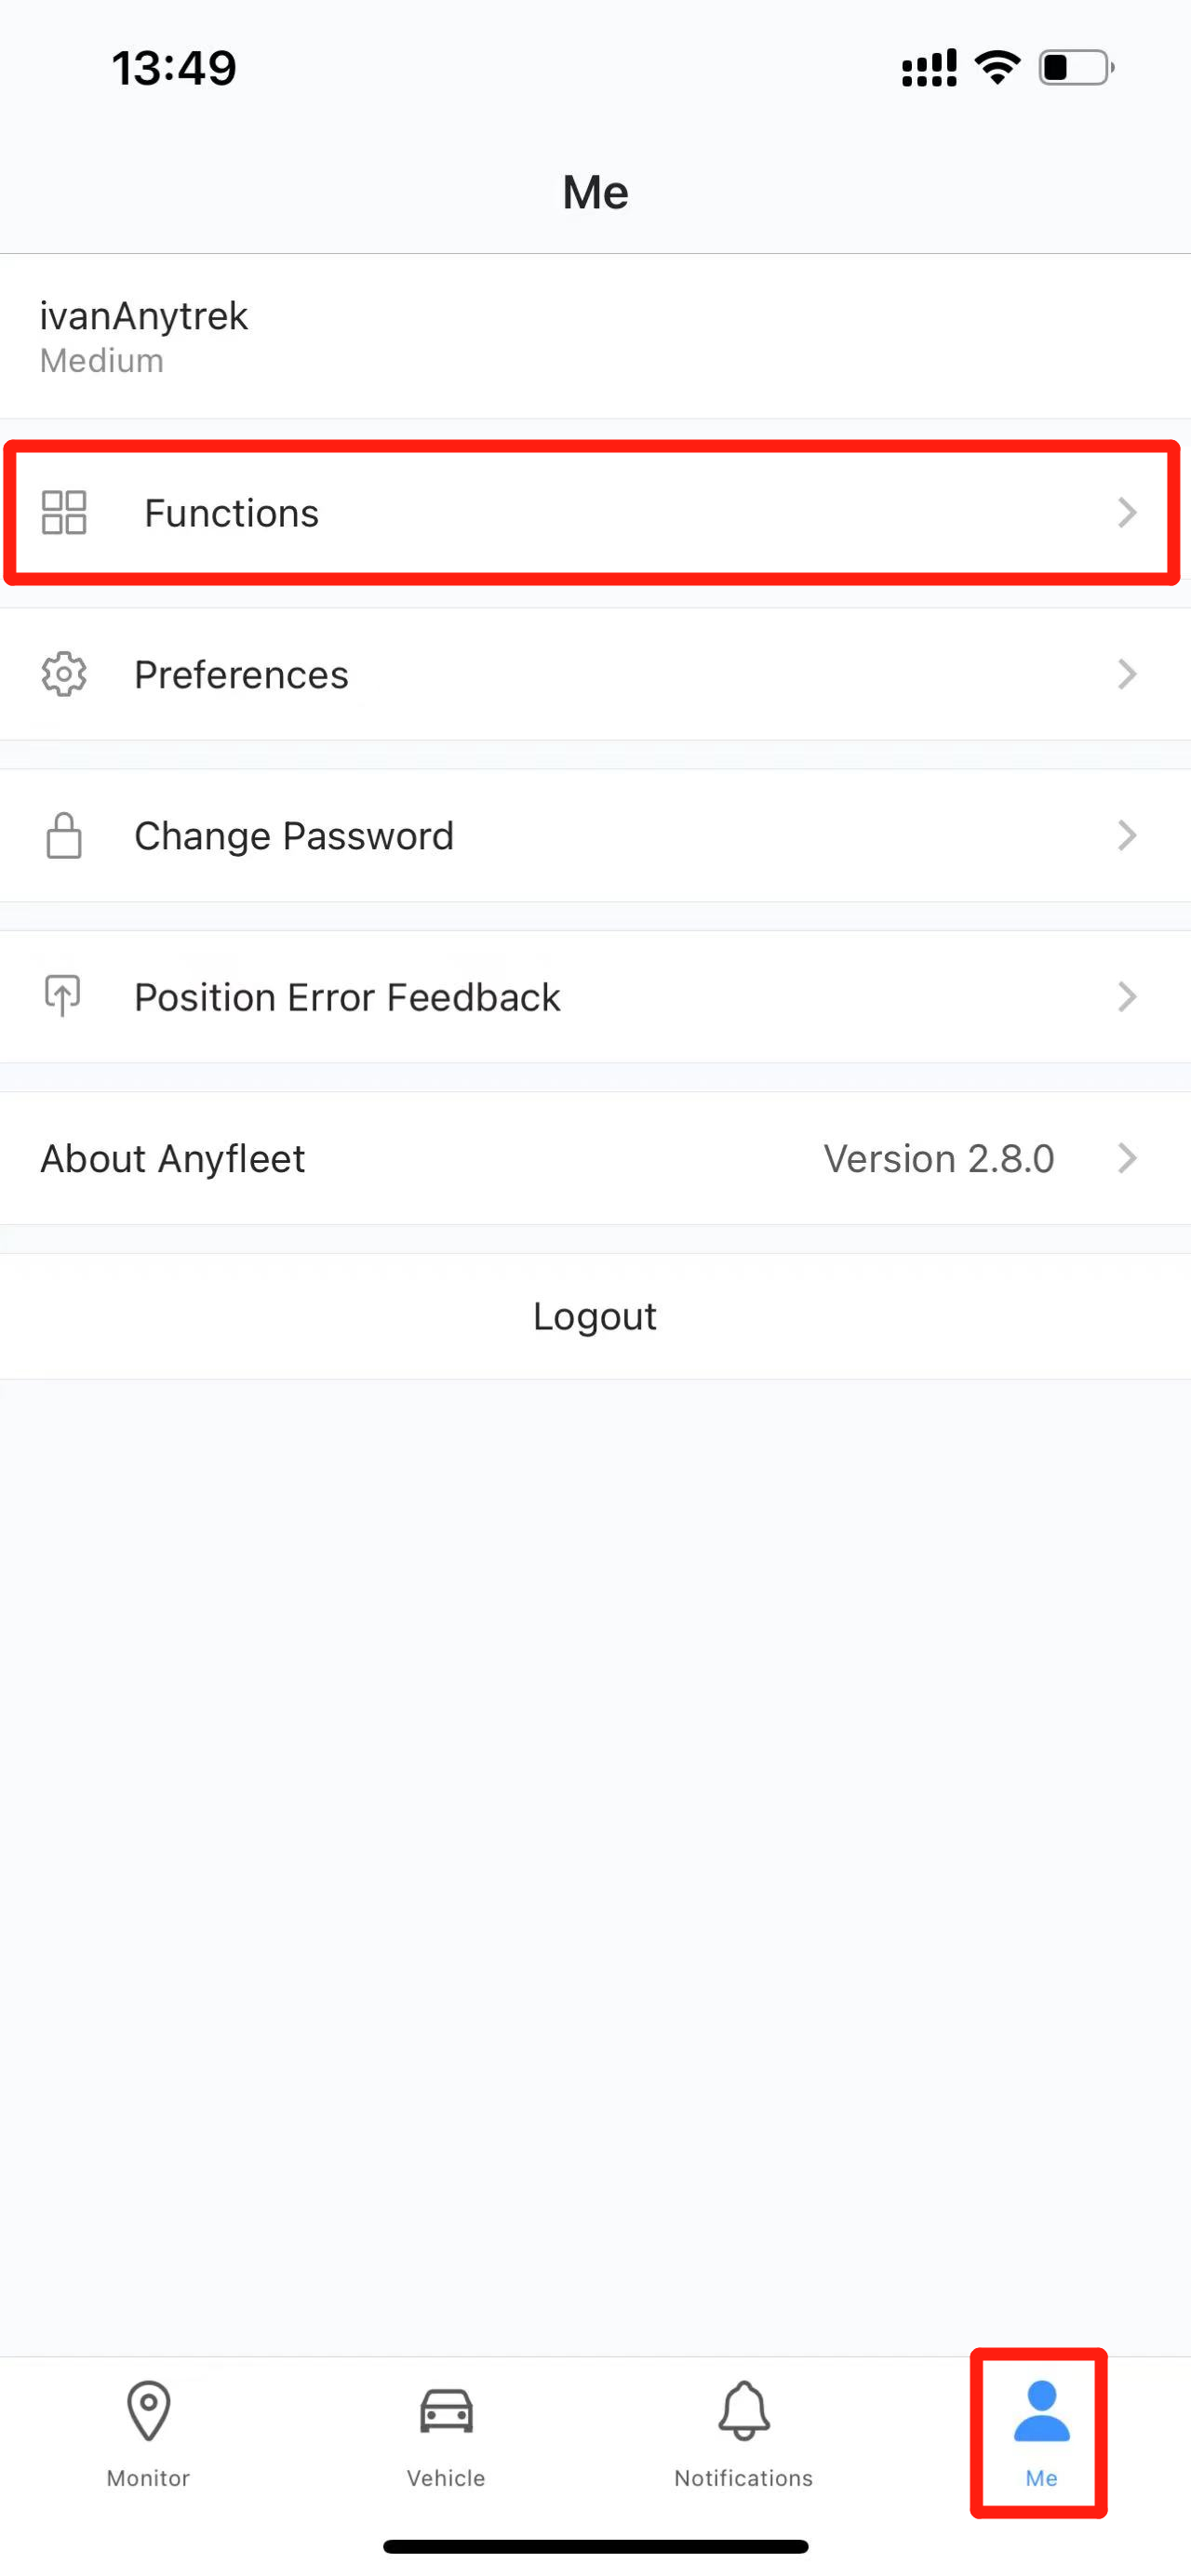 13:49
Me
ivanAnytrek
Medium
Functions
Preferences
Change Password
Position Error Feedback
About Anyfleet Version 2.8.0
Logout
Monitor Vehicle Notifications Me